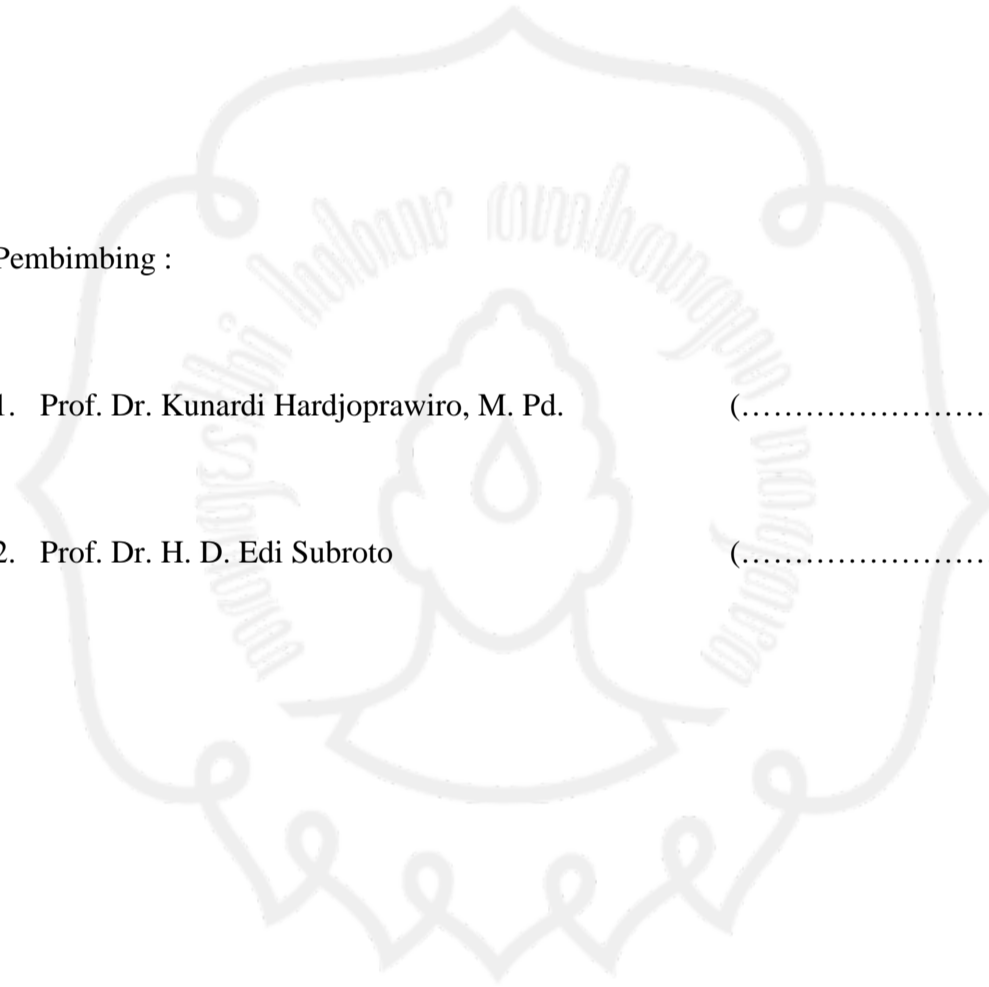 Pembimbing :
1. Prof. Dr. Kunardi Hardjoprawiro, M. Pd. (……………………
2. Prof. Dr. H. D. Edi Subroto (……………………